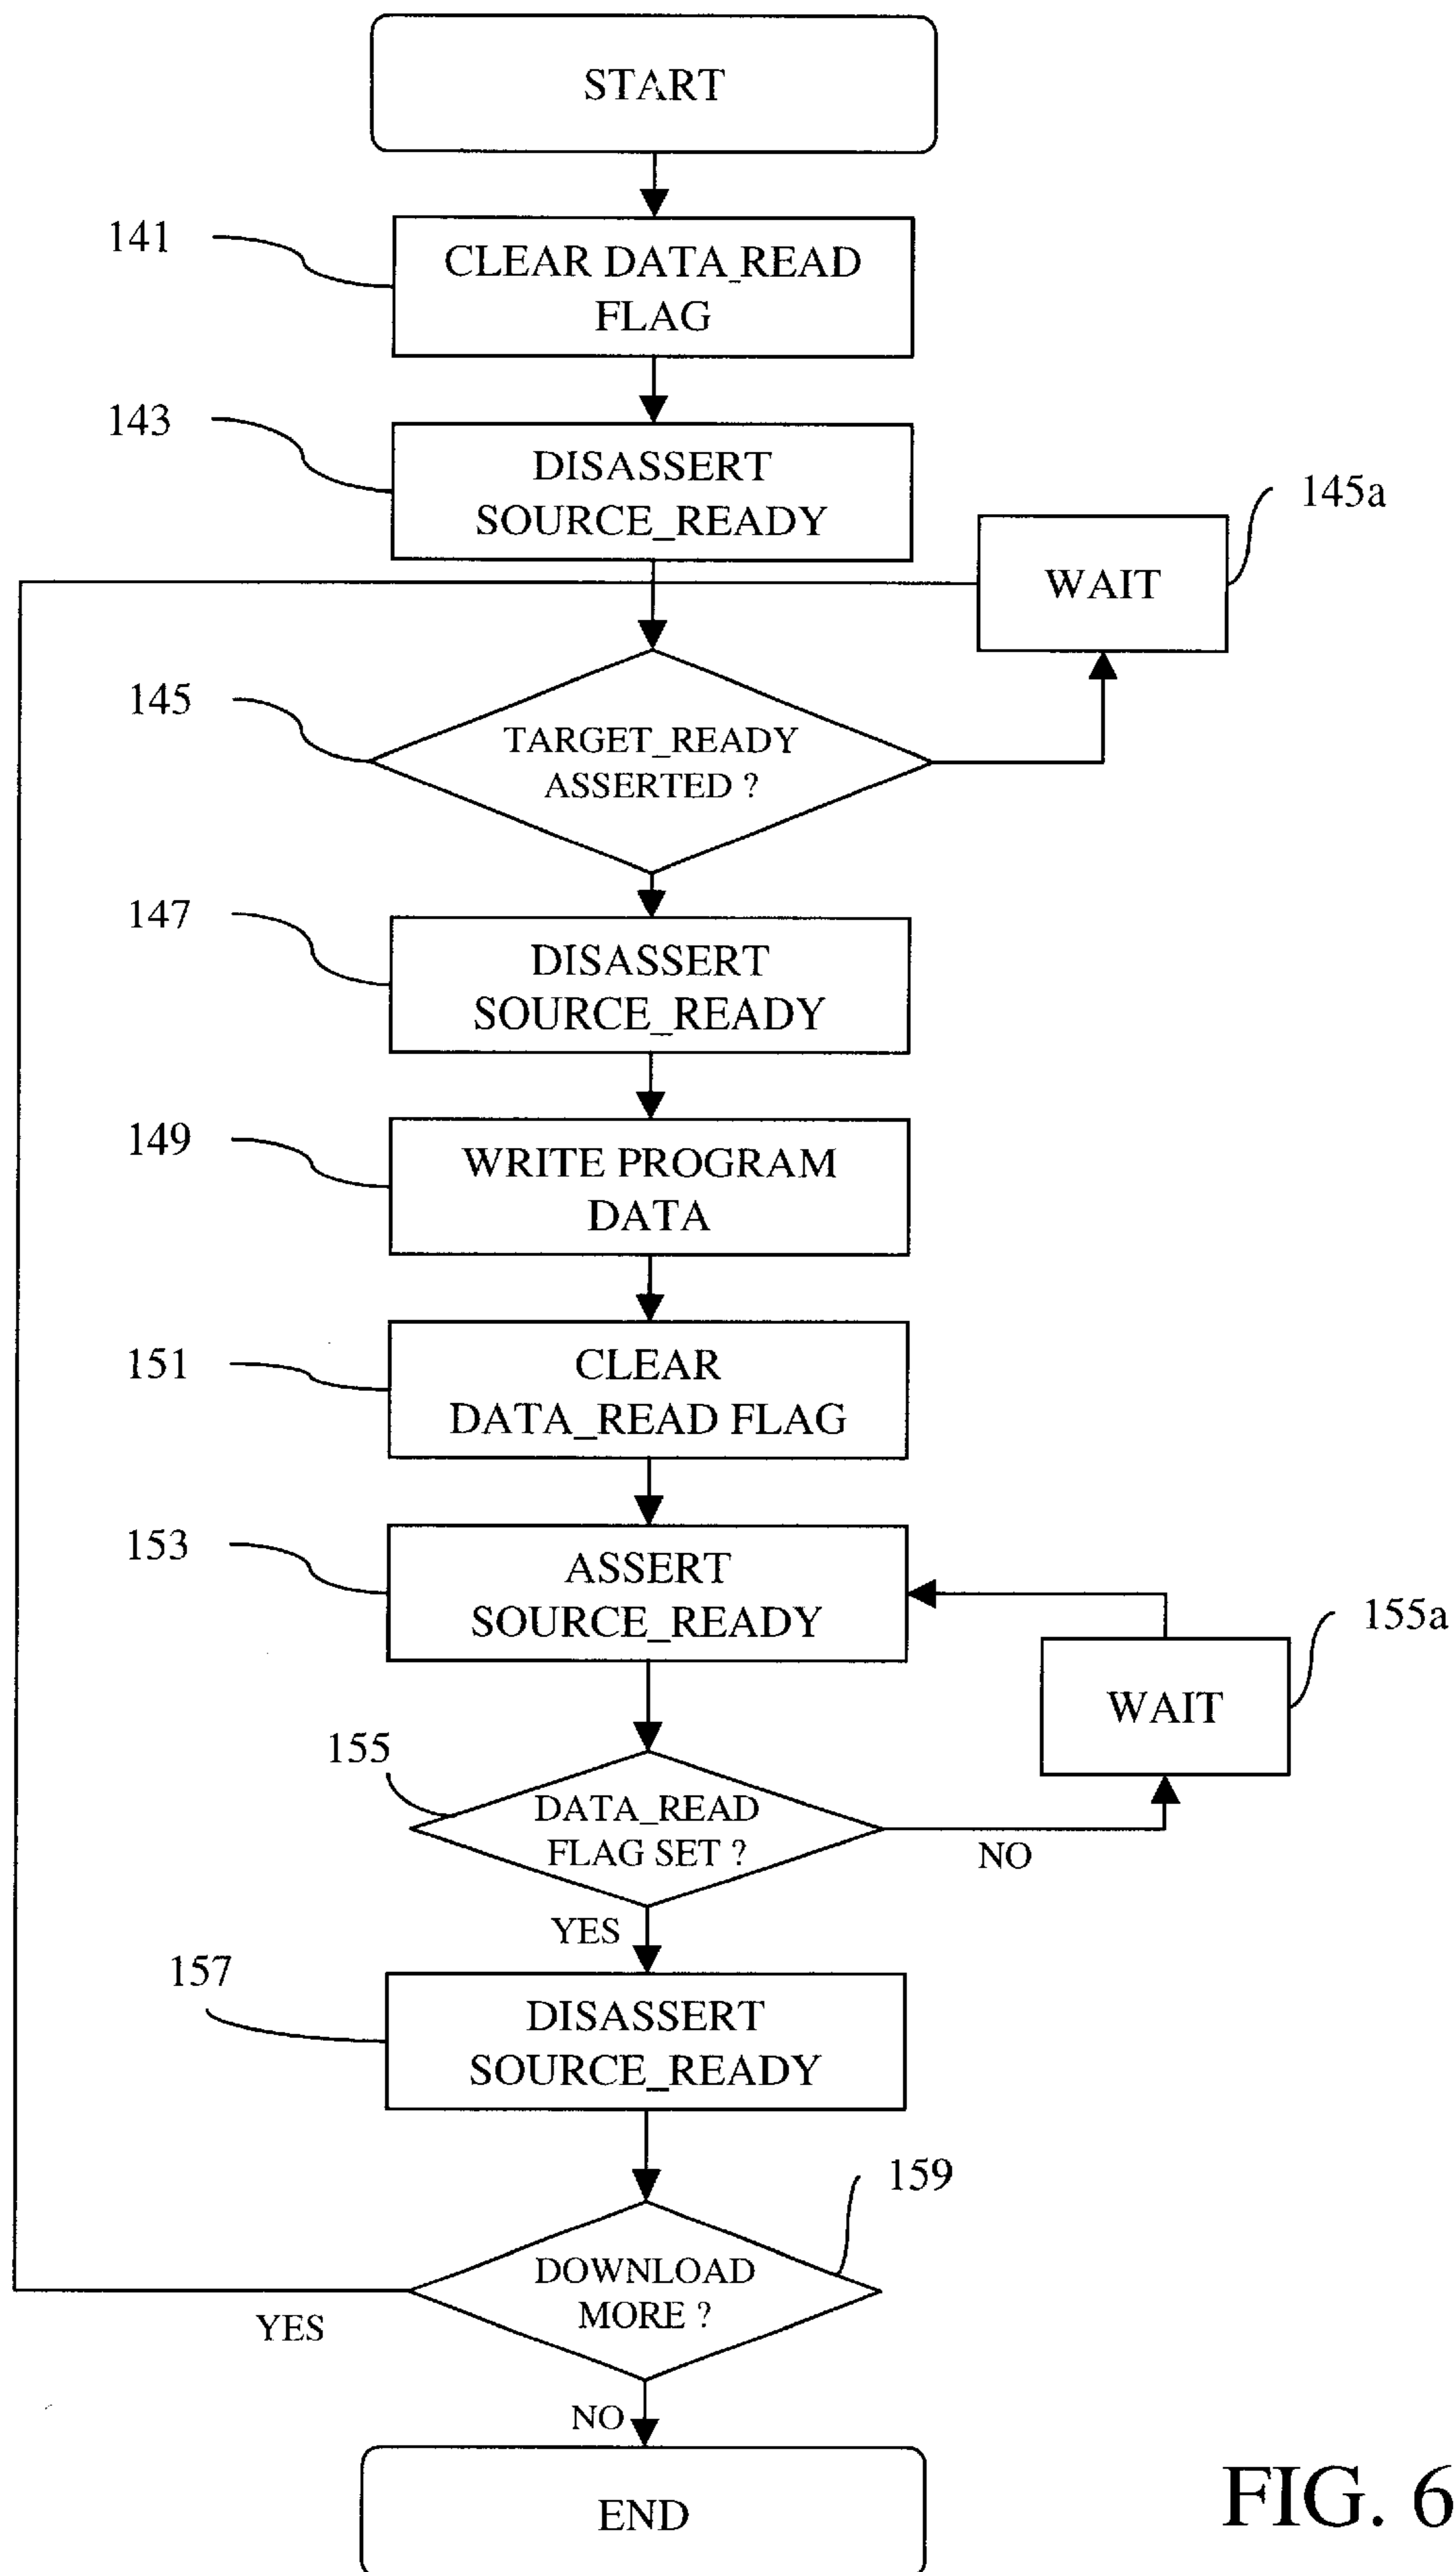 START
141
CLEAR DATA_READ
FLAG
143
DISASSERT
SOURCE_READY
145a
WAIT
145
TARGET_READY
ASSERTED ?
147
DISASSERT
SOURCE_READY
149
WRITE PROGRAM
DATA
151
CLEAR
DATA_READ FLAG
153
ASSERT
SOURCE_READY
155a
WAIT
155
DATA_READ
FLAG SET ?
NO
YES
157
DISASSERT
SOURCE_READY
159
DOWNLOAD
MORE ?
YES
NO
END
FIG. 6